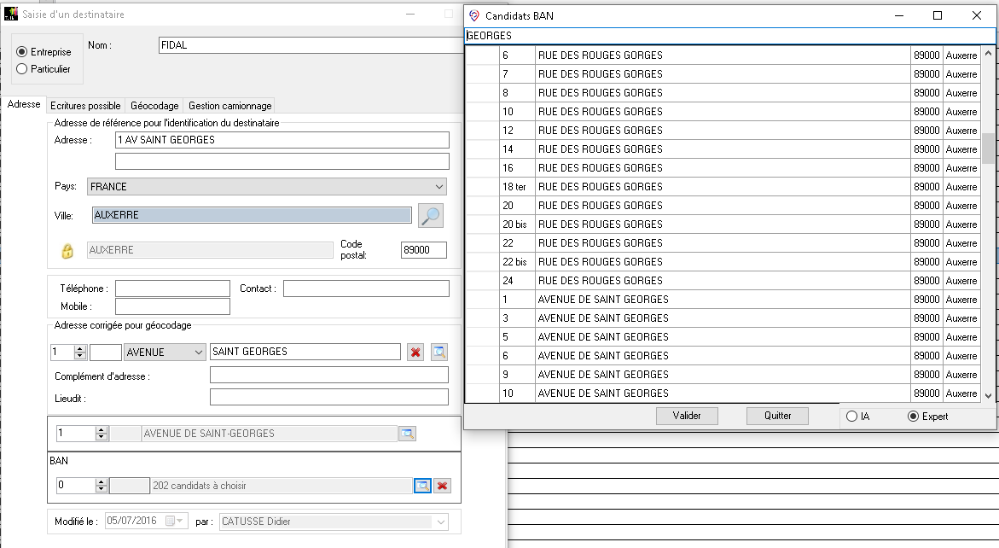 Saisie d'un destinataire
Entreprise
Particulier
Nom :
FIDAL
Adresse
Ecritures possible
Géocodage
Gestion camionnage
Adresse de référence pour l'identification du destinataire
Adresse :
1 AV SAINT GEORGES
Pays:
FRANCE
Ville:
AUXERRE
AUXERRE
Code
postal:
89000
Téléphone :
Contact :
Mobile :
Adresse corrigée pour géocodage
1
AVENUE
SAINT GEORGES
Complément d'adresse :
Lieudit :
1
AVENUE DE SAINT-GEORGES
BAN
0
202 candidats à choisir
Modifié le :
05/07/2016
par :
CATUSSE Didier
Candidats BAN
GEORGES
6 RUE DES ROUGES GORGES 89000 Auxerre
7 RUE DES ROUGES GORGES 89000 Auxerre
8 RUE DES ROUGES GORGES 89000 Auxerre
10 RUE DES ROUGES GORGES 89000 Auxerre
12 RUE DES ROUGES GORGES 89000 Auxerre
14 RUE DES ROUGES GORGES 89000 Auxerre
16 RUE DES ROUGES GORGES 89000 Auxerre
18 ter RUE DES ROUGES GORGES 89000 Auxerre
20 RUE DES ROUGES GORGES 89000 Auxerre
20 bis RUE DES ROUGES GORGES 89000 Auxerre
22 RUE DES ROUGES GORGES 89000 Auxerre
22 bis RUE DES ROUGES GORGES 89000 Auxerre
24 RUE DES ROUGES GORGES 89000 Auxerre
1 AVENUE DE SAINT GEORGES 89000 Auxerre
3 AVENUE DE SAINT GEORGES 89000 Auxerre
5 AVENUE DE SAINT GEORGES 89000 Auxerre
6 AVENUE DE SAINT GEORGES 89000 Auxerre
9 AVENUE DE SAINT GEORGES 89000 Auxerre
10 AVENUE DE SAINT GEORGES 89000 Auxerre
Valider
Quitter
IA
Expert